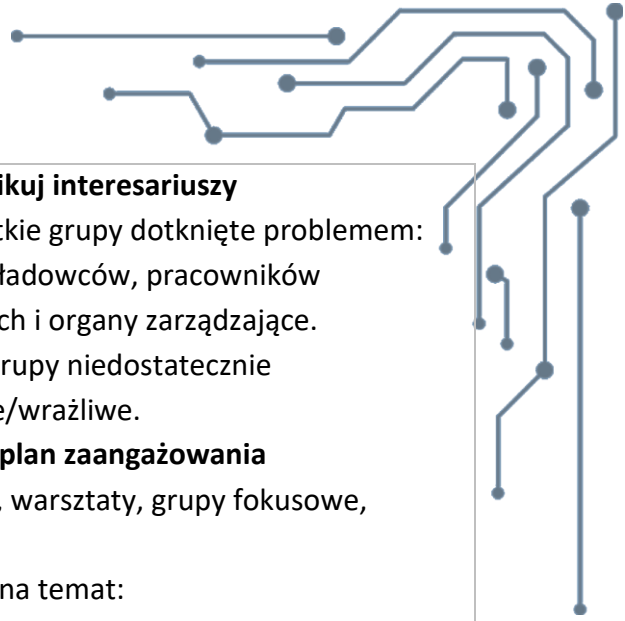 ikuj interesariuszy
tkie grupy dotknięte problemem:
ładowców, pracowników
ch i organy zarządzające.
rupy niedostatecznie
e/wrażliwe.
plan zaangażowania
, warsztaty, grupy fokusowe,
na temat: